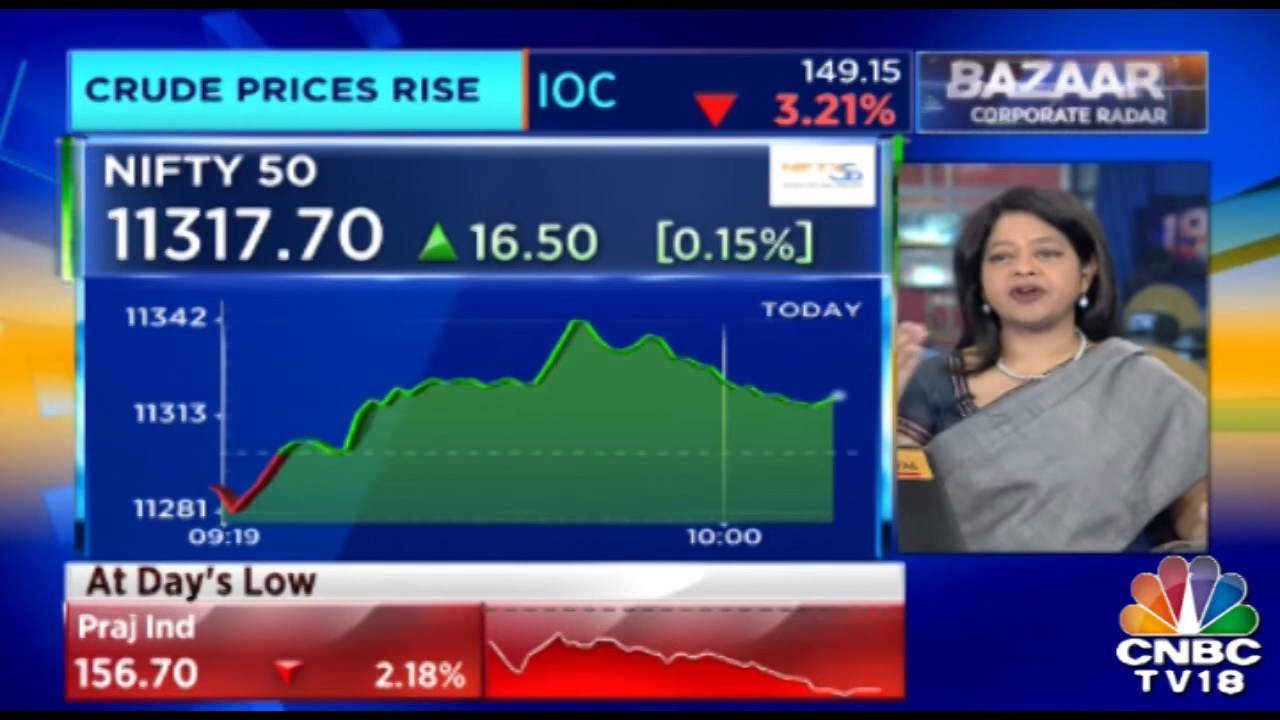 CRUDE PRICES RISE
IOC
149.15
3.21%
BAZAAR
CORPORATE RADAR
NIFTY 50
11317.70 16.50 [0.15%]
TODAY
11342
11313
11281
09:19 10:00
At Day's Low
Praj Ind
156.70 2.18%
CNBC
TV18